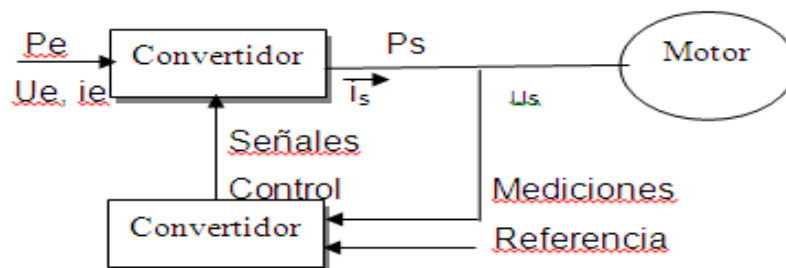 Pe
Convertidor
Ps
Motor
Ue, ie
is
us
Señales
Control
Mediciones
Convertidor
Referencia